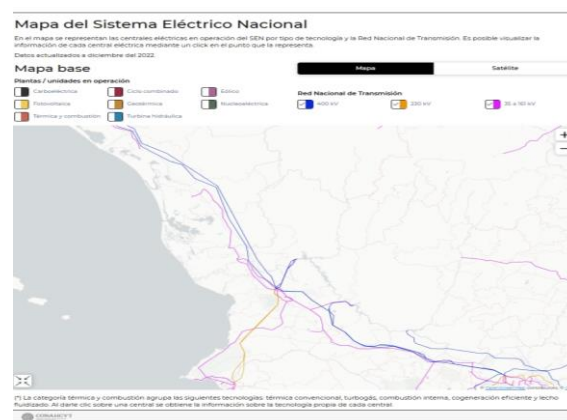 Mapa del Sistema Eléctrico Nacional
En el mapa se representan las centrales eléctricas en operación del SEN por tipo de tecnología y la Red Nacional de Transmisión. Es posible visualizar la
información de cada central eléctrica mediante un click en el punto que la representa.
Datos actualizados a diciembre del 2022.
Mapa base
Mapa
Satélite
Plantas / unidades en operación
Carboeléctrica
Ciclo combinado
Eólico
Red Nacional de Transmisión
Fotovoltaica
Geotérmica
Nucleoeléctrica
400 kV
230 kV
Térmica y combustión
Turbina hidráulica
+
−
(*) La categoría térmica y combustión agrupa las siguientes tecnologías: térmica convencional, turbogás, combustión interna, cogeneración eficiente y lecho
fluidizado. Al darle clic sobre una central se obtiene la información sobre la tecnología propia de cada central.
CONAHCYT